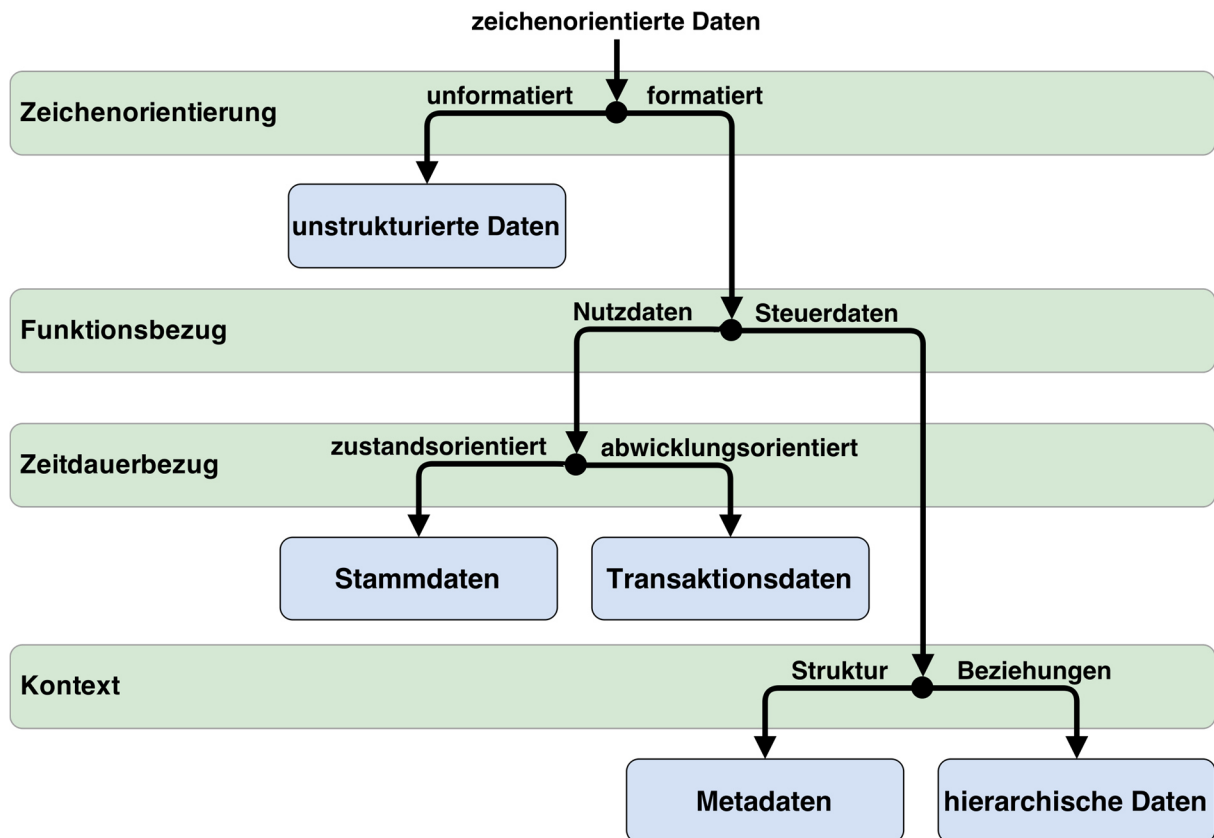 zeichenorientierte Daten
Zeichenorientierung
unformatiert
formatiert
unstrukturierte Daten
Funktionsbezug
Nutzdaten
Steuerdaten
Zeitdauerbezug
zustandsorientiert
abwicklungsorientiert
Stammdaten
Transaktionsdaten
Kontext
Struktur
Beziehungen
Metadaten
hierarchische Daten